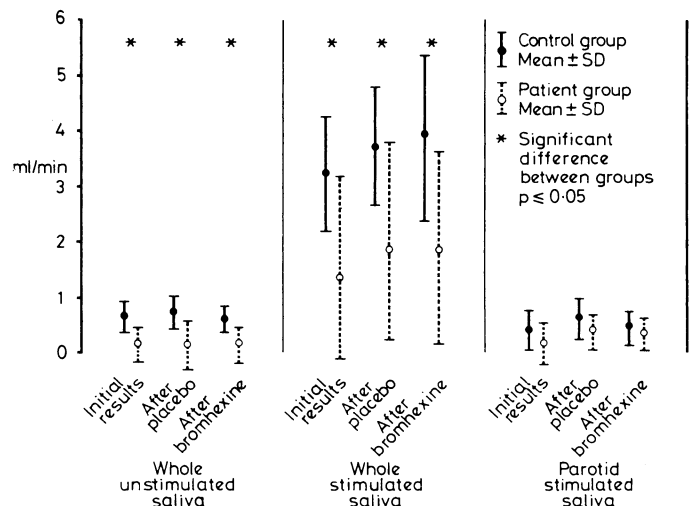 6
5
4
ml/min
3
2
1
0
* * *
* * *
Control group
Mean ± SD
Patient group
Mean ± SD
* Significant
difference
between groups
p ≤ 0·05
Initial
results
After
placebo
After
bromhexine
Initial
results
After
placebo
After
bromhexine
Initial
results
After
placebo
After
bromhexine
Whole
unstimulated
saliva
Whole
stimulated
saliva
Parotid
stimulated
saliva